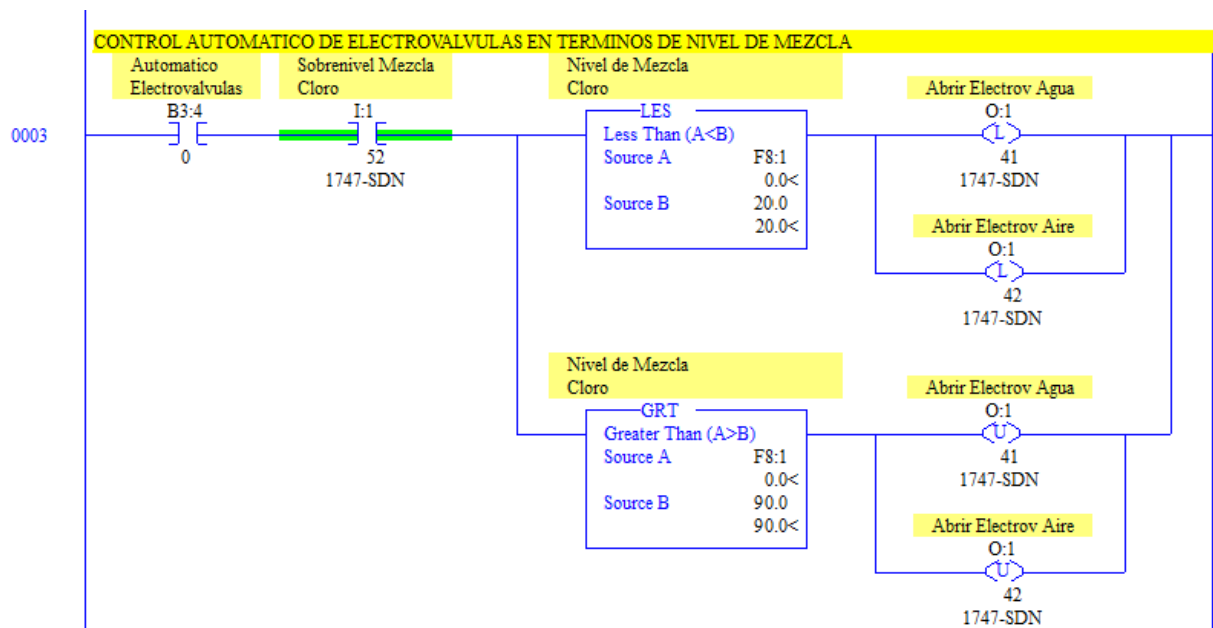 CONTROL AUTOMATICO DE ELECTROVALVULAS EN TERMINOS DE NIVEL DE MEZCLA
Automatico
Electrovalvulas
B3:4
0
Sobrenivel Mezcla
Cloro
I:1
52
1747-SDN
0003
Nivel de Mezcla
Cloro
LES
Less Than (A<B)
Source A F8:1
0.0<
Source B 20.0
20.0<
Abrir Electrov Agua
O:1
L
41
1747-SDN
Abrir Electrov Aire
O:1
L
42
1747-SDN
Nivel de Mezcla
Cloro
GRT
Greater Than (A>B)
Source A F8:1
0.0<
Source B 90.0
90.0<
Abrir Electrov Agua
O:1
U
41
1747-SDN
Abrir Electrov Aire
O:1
U
42
1747-SDN